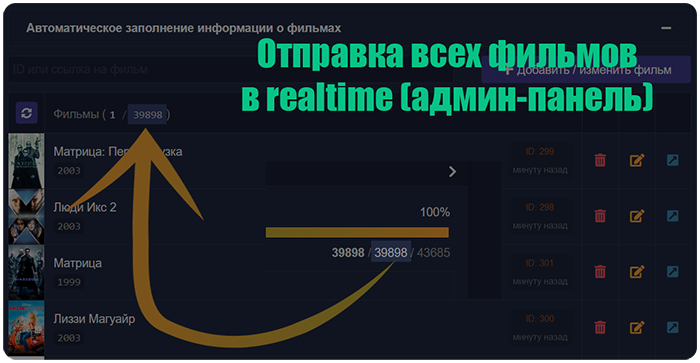 Автоматическое заполнение информации о фильмах
Отправка всех фильмов
в realtime (админ-панель)
ID или ссылка на фильм
+ Добавить / изменить фильм
Фильмы ( 1 / 39898 )
Матрица: Пе узка
2003
ID: 299
минуту назад
Люди Икс 2
2003
ID: 298
минуту назад
100%
39898 / 39898 / 43685
Матрица
1999
ID: 301
минуту назад
Лиззи Магуайр
2003
ID: 300
минуту назад